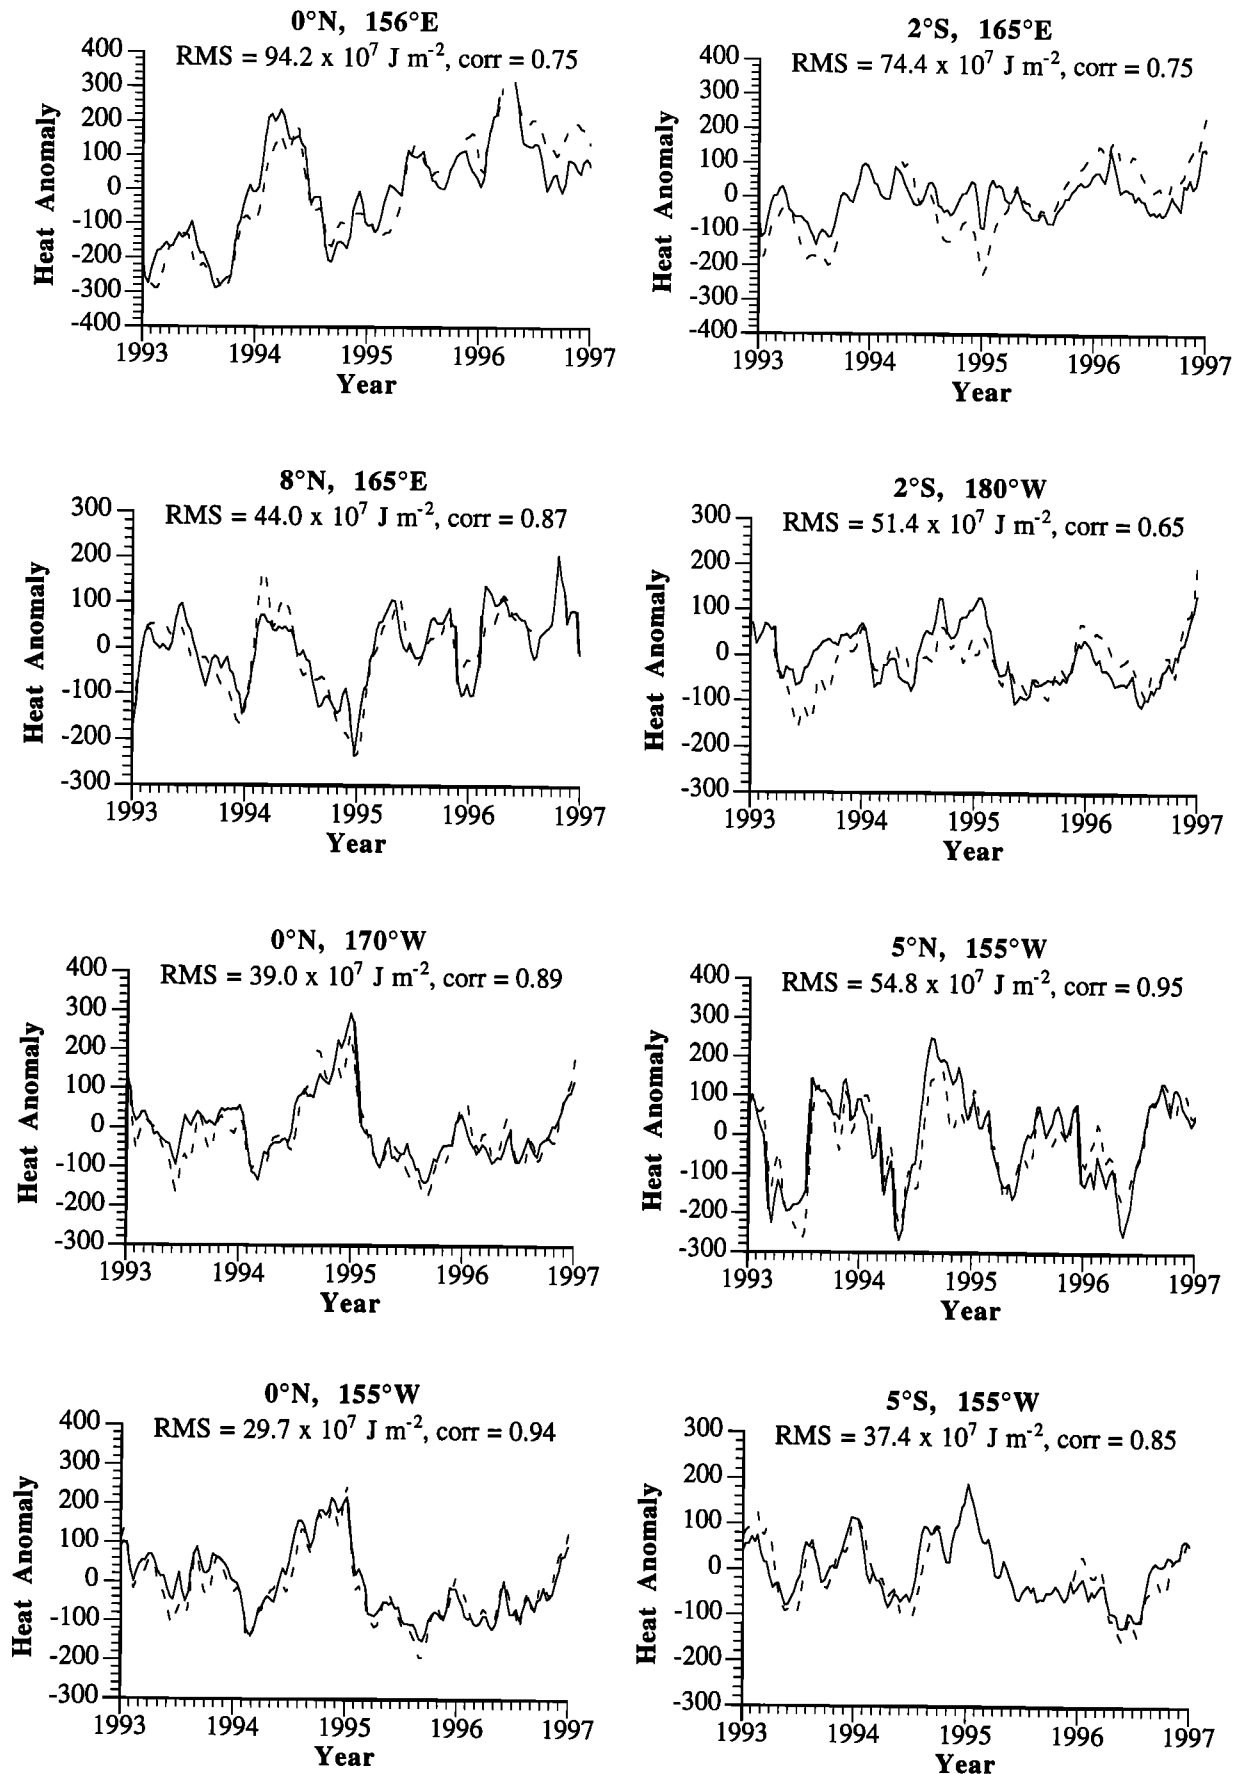 0°N, 156°E
RMS = 94.2 x 10⁷ J m⁻², corr = 0.75
400
300
200
100
0
-100
-200
-300
-400
Heat Anomaly
1993 1994 1995 1996 1997
Year
2°S, 165°E
RMS = 74.4 x 10⁷ J m⁻², corr = 0.75
400
300
200
100
0
-100
-200
-300
-400
Heat Anomaly
1993 1994 1995 1996 1997
Year
8°N, 165°E
RMS = 44.0 x 10⁷ J m⁻², corr = 0.87
300
200
100
0
-100
-200
-300
Heat Anomaly
1993 1994 1995 1996 1997
Year
2°S, 180°W
RMS = 51.4 x 10⁷ J m⁻², corr = 0.65
300
200
100
0
-100
-200
-300
Heat Anomaly
1993 1994 1995 1996 1997
Year
0°N, 170°W
RMS = 39.0 x 10⁷ J m⁻², corr = 0.89
400
300
200
100
0
-100
-200
-300
Heat Anomaly
1993 1994 1995 1996 1997
Year
5°N, 155°W
RMS = 54.8 x 10⁷ J m⁻², corr = 0.95
400
300
200
100
0
-100
-200
-300
Heat Anomaly
1993 1994 1995 1996 1997
Year
0°N, 155°W
RMS = 29.7 x 10⁷ J m⁻², corr = 0.94
400
300
200
100
0
-100
-200
-300
Heat Anomaly
1993 1994 1995 1996 1997
Year
5°S, 155°W
RMS = 37.4 x 10⁷ J m⁻², corr = 0.85
300
200
100
0
-100
-200
-300
Heat Anomaly
1993 1994 1995 1996 1997
Year